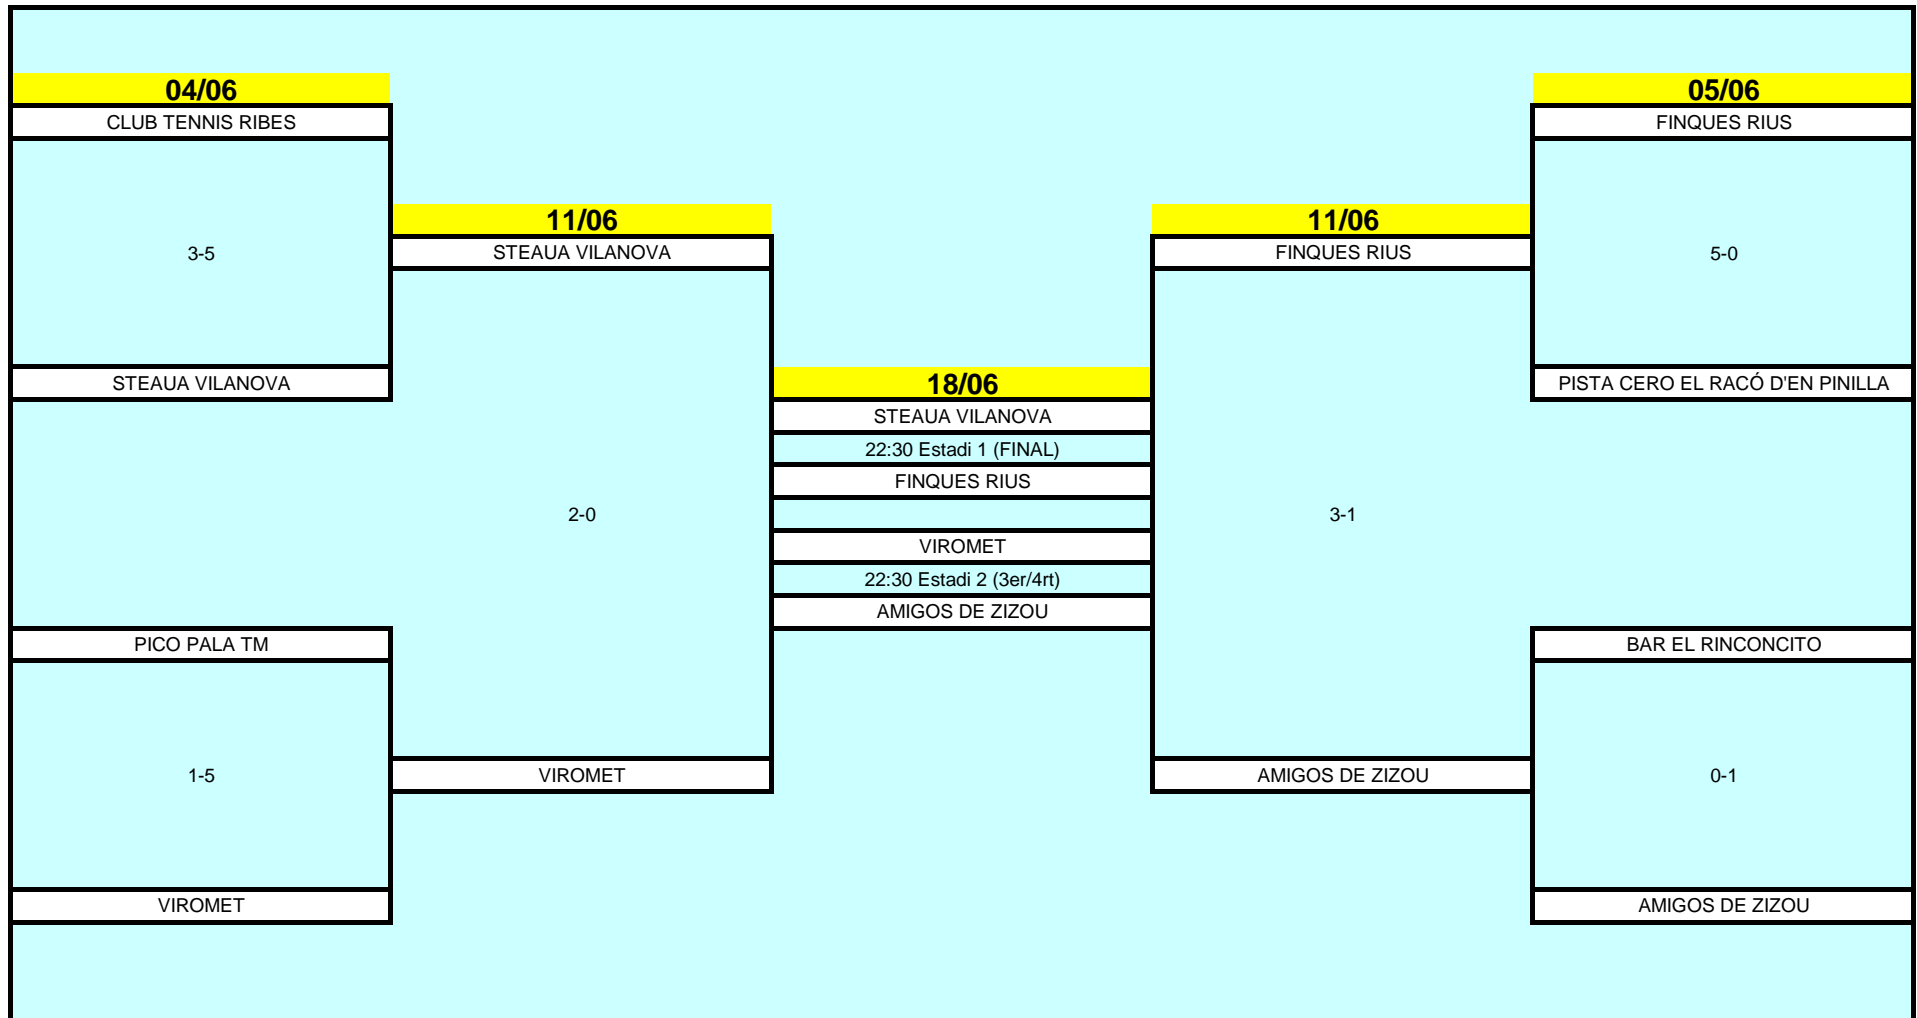 04/06
05/06
CLUB TENNIS RIBES
FINQUES RIUS
11/06
11/06
3-5
STEAUA VILANOVA
FINQUES RIUS
5-0
STEAUA VILANOVA
18/06
PISTA CERO EL RACÓ D'EN PINILLA
STEAUA VILANOVA
22:30 Estadi 1 (FINAL)
FINQUES RIUS
2-0
3-1
VIROMET
22:30 Estadi 2 (3er/4rt)
AMIGOS DE ZIZOU
PICO PALA TM
BAR EL RINCONCITO
1-5
VIROMET
AMIGOS DE ZIZOU
0-1
VIROMET
AMIGOS DE ZIZOU